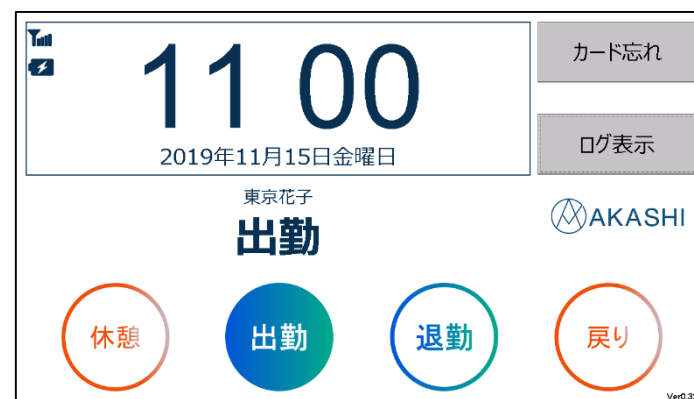 11 00
2019年11月15日金曜日
カード忘れ
ログ表示
東京花子
出勤
AKASHI
休憩
出勤
退勤
戻り